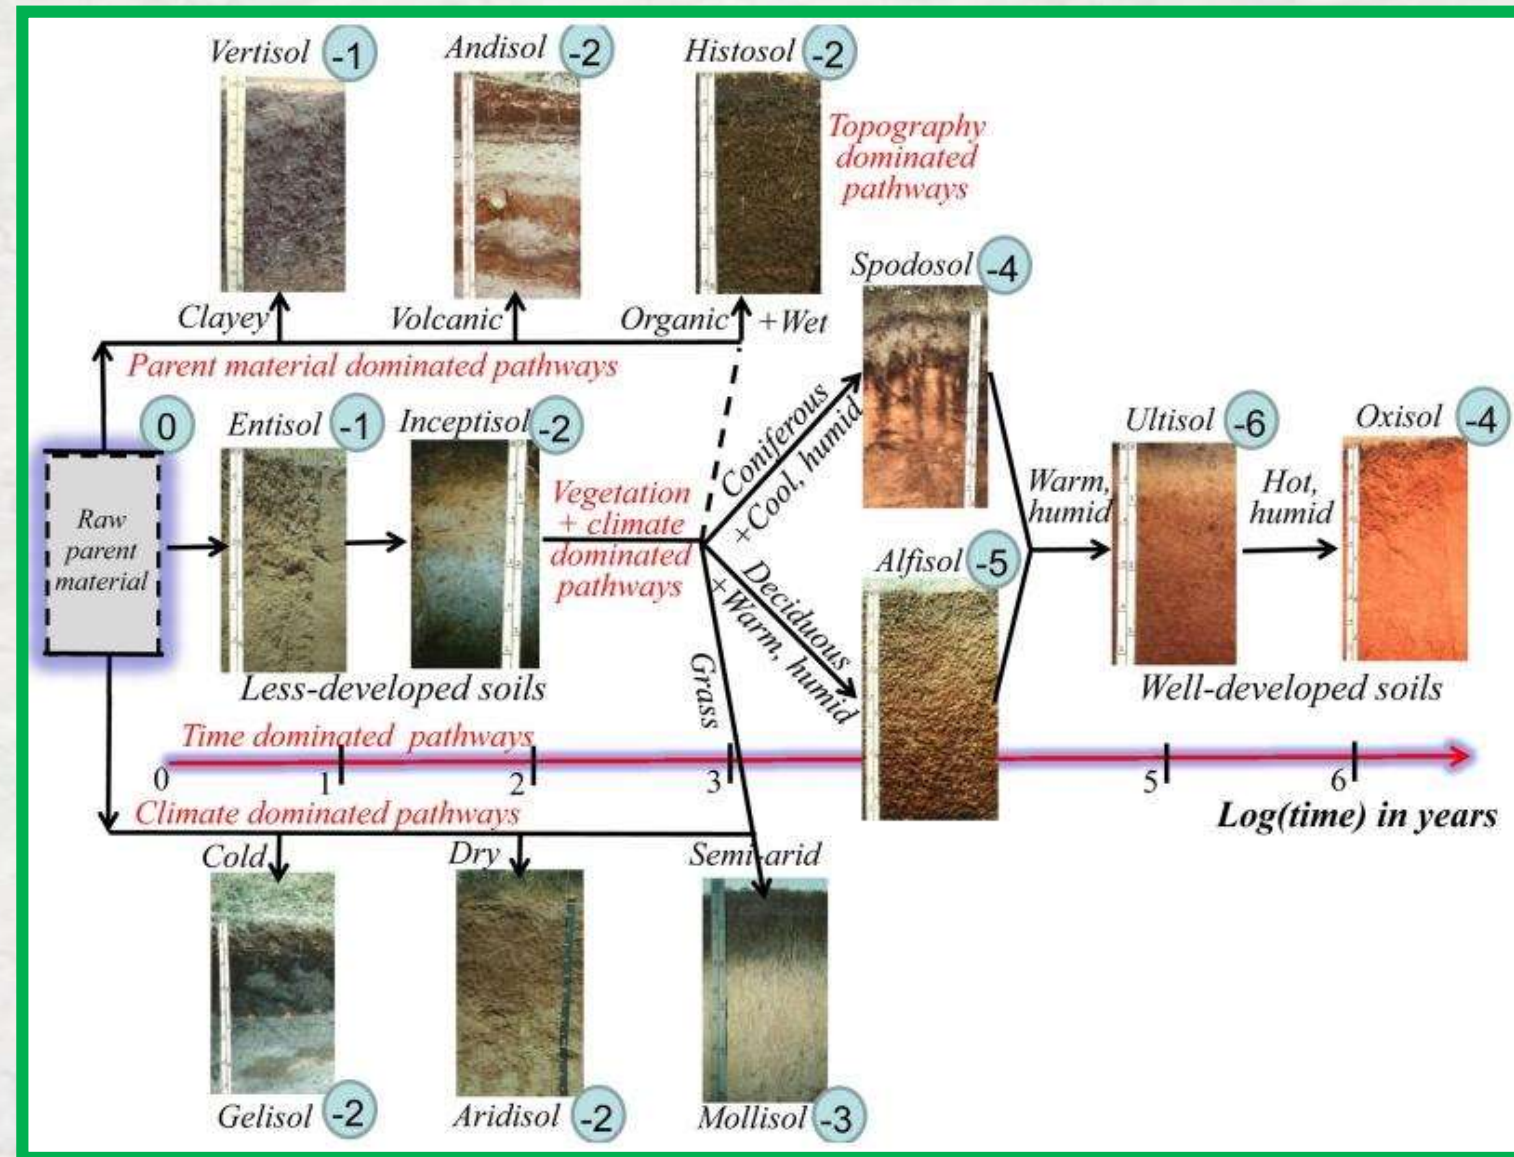 Vertisol -1
Andisol -2
Histosol -2
Topography
dominated
pathways
Clayey
Volcanic
Organic
+Wet
Parent material dominated pathways
Spodosol -4
0
Raw
parent
material
Entisol -1
Inceptisol -2
Vegetation
+ climate
dominated
pathways
Coniferous
+Cool, humid
Deciduous
+Warm, humid
Grass
Alfisol -5
Warm,
humid
Ultisol -6
Hot,
humid
Oxisol -4
Less-developed soils
Well-developed soils
Time dominated pathways
0 1 2 3 5 6
Log(time) in years
Climate dominated pathways
Cold
Dry
Semi-arid
Gelisol -2
Aridisol -2
Mollisol -3